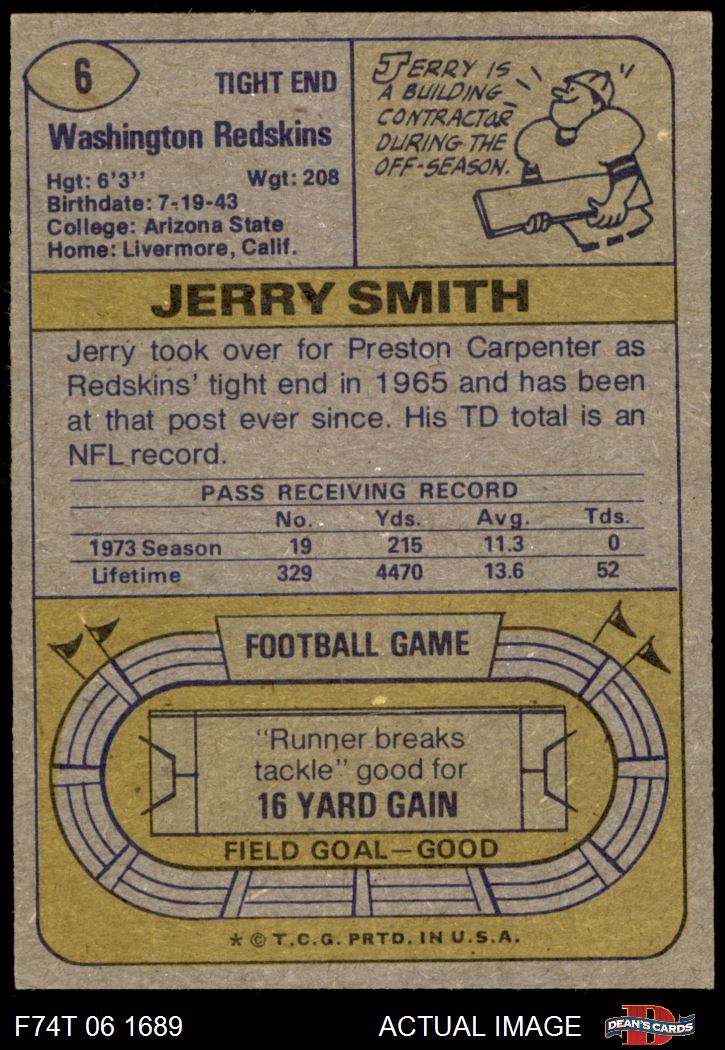 6
TIGHT END
Washington Redskins
Hgt: 6'3'' Wgt: 208
Birthdate: 7-19-43
College: Arizona State
Home: Livermore, Calif.
JERRY IS
A BUILDING
CONTRACTOR
DURING THE
OFF-SEASON.
JERRY SMITH
Jerry took over for Preston Carpenter as
Redskins' tight end in 1965 and has been
at that post ever since. His TD total is an
NFL record.
PASS RECEIVING RECORD
No. Yds. Avg. Tds.
1973 Season 19 215 11.3 0
Lifetime 329 4470 13.6 52
FOOTBALL GAME
"Runner breaks
tackle" good for
16 YARD GAIN
FIELD GOAL—GOOD
* © T.C.G. PRTD. IN U.S.A.
F74T 06 1689 ACTUAL IMAGE
D
DEAN'S CARDS